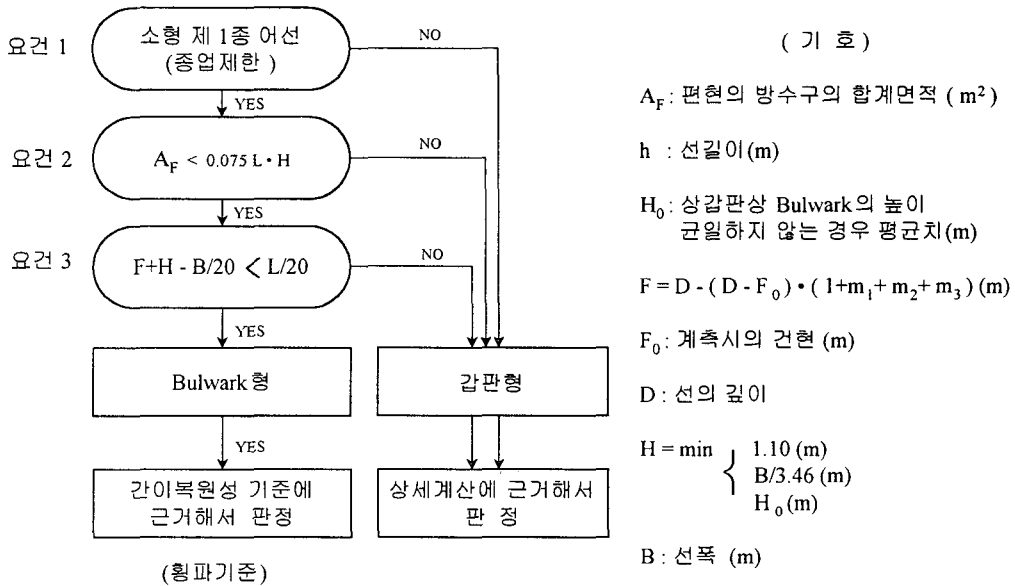 요건 1
소형 제 1종 어선
(종업제한 )
NO
YES
요건 2
A_F < 0.075 L • H
NO
YES
요건 3
F+H - B/20 < L/20
NO
YES
Bulwark형
갑판형
YES
간이복원성 기준에
근거해서 판정
상세계산에 근거해서
판 정
(횡파기준)
( 기 호 )
A_F : 편현의 방수구의 합계면적 ( m² )
h : 선길이(m)
H_0 : 상갑판상 Bulwark의 높이
균일하지 않는 경우 평균치(m)
F = D - ( D - F_0 ) • ( 1+m_1+ m_2+ m_3 ) (m)
F_0 : 계측시의 건현 (m)
D : 선의 깊이
H = min { 1.10 (m)
B/3.46 (m)
H_0 (m)
B : 선폭 (m)